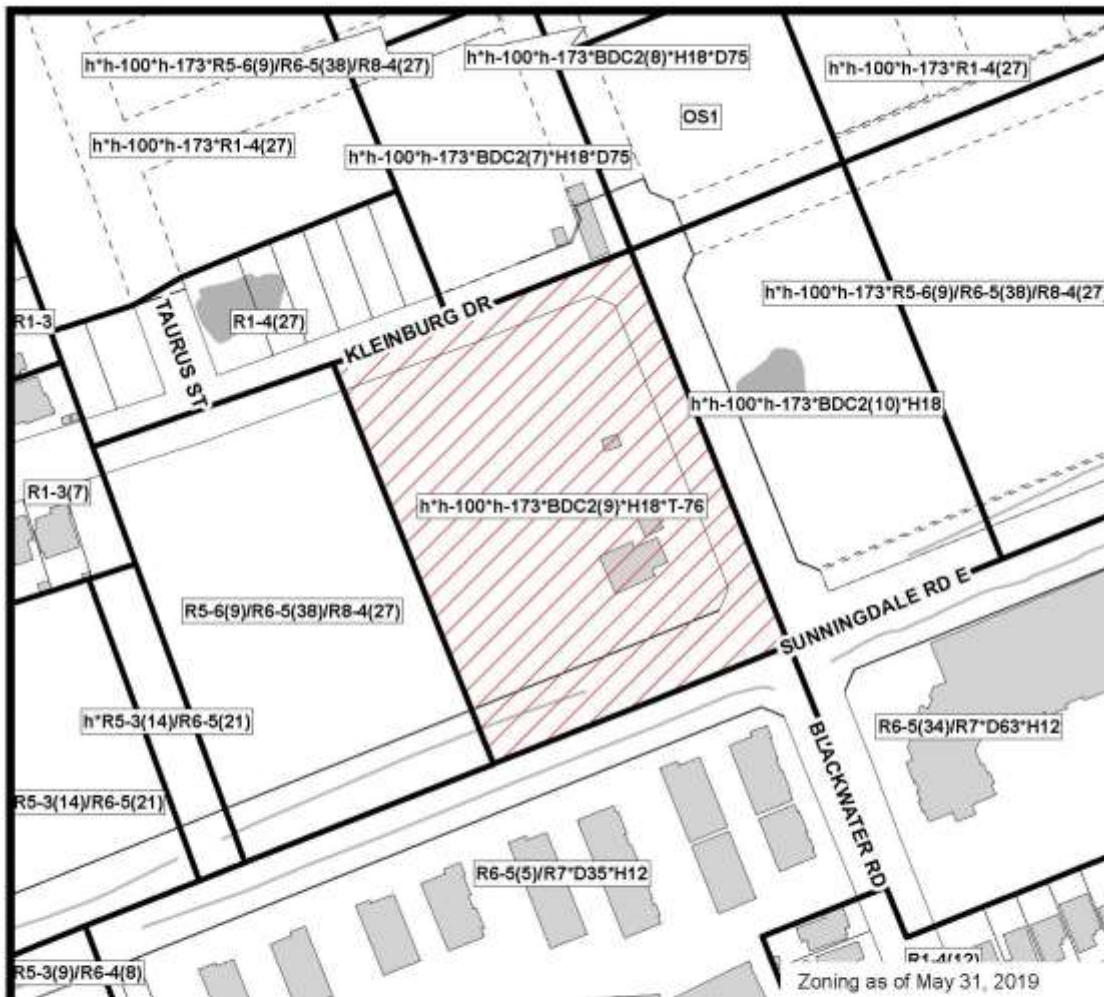 h*h-100*h-173*R5-6(9)/R6-5(38)/R8-4(27)
h*h-100*h-173*BDC2(8)*H18*D75
h*h-100*h-173*R1-4(27)
OS1
h*h-100*h-173*R1-4(27)
h*h-100*h-173*BDC2(7)*H18*D75
h*h-100*h-173*R5-6(9)/R6-5(38)/R8-4(27)
R1-3
TAURUS ST
R1-4(27)
KLEINBURG DR
h*h-100*h-173*BDC2(10)*H18
R1-3(7)
h*h-100*h-173*BDC2(9)*H18*T-76
R5-6(9)/R6-5(38)/R8-4(27)
SUNNINGDALE RD E
h*R5-3(14)/R6-5(21)
R6-5(34)/R7*D63*H12
BLACKWATER RD
R5-3(14)/R6-5(21)
R6-5(5)/R7*D35*H12
R5-3(9)/R6-4(8)
R1-4(12)
Zoning as of May 31, 2019